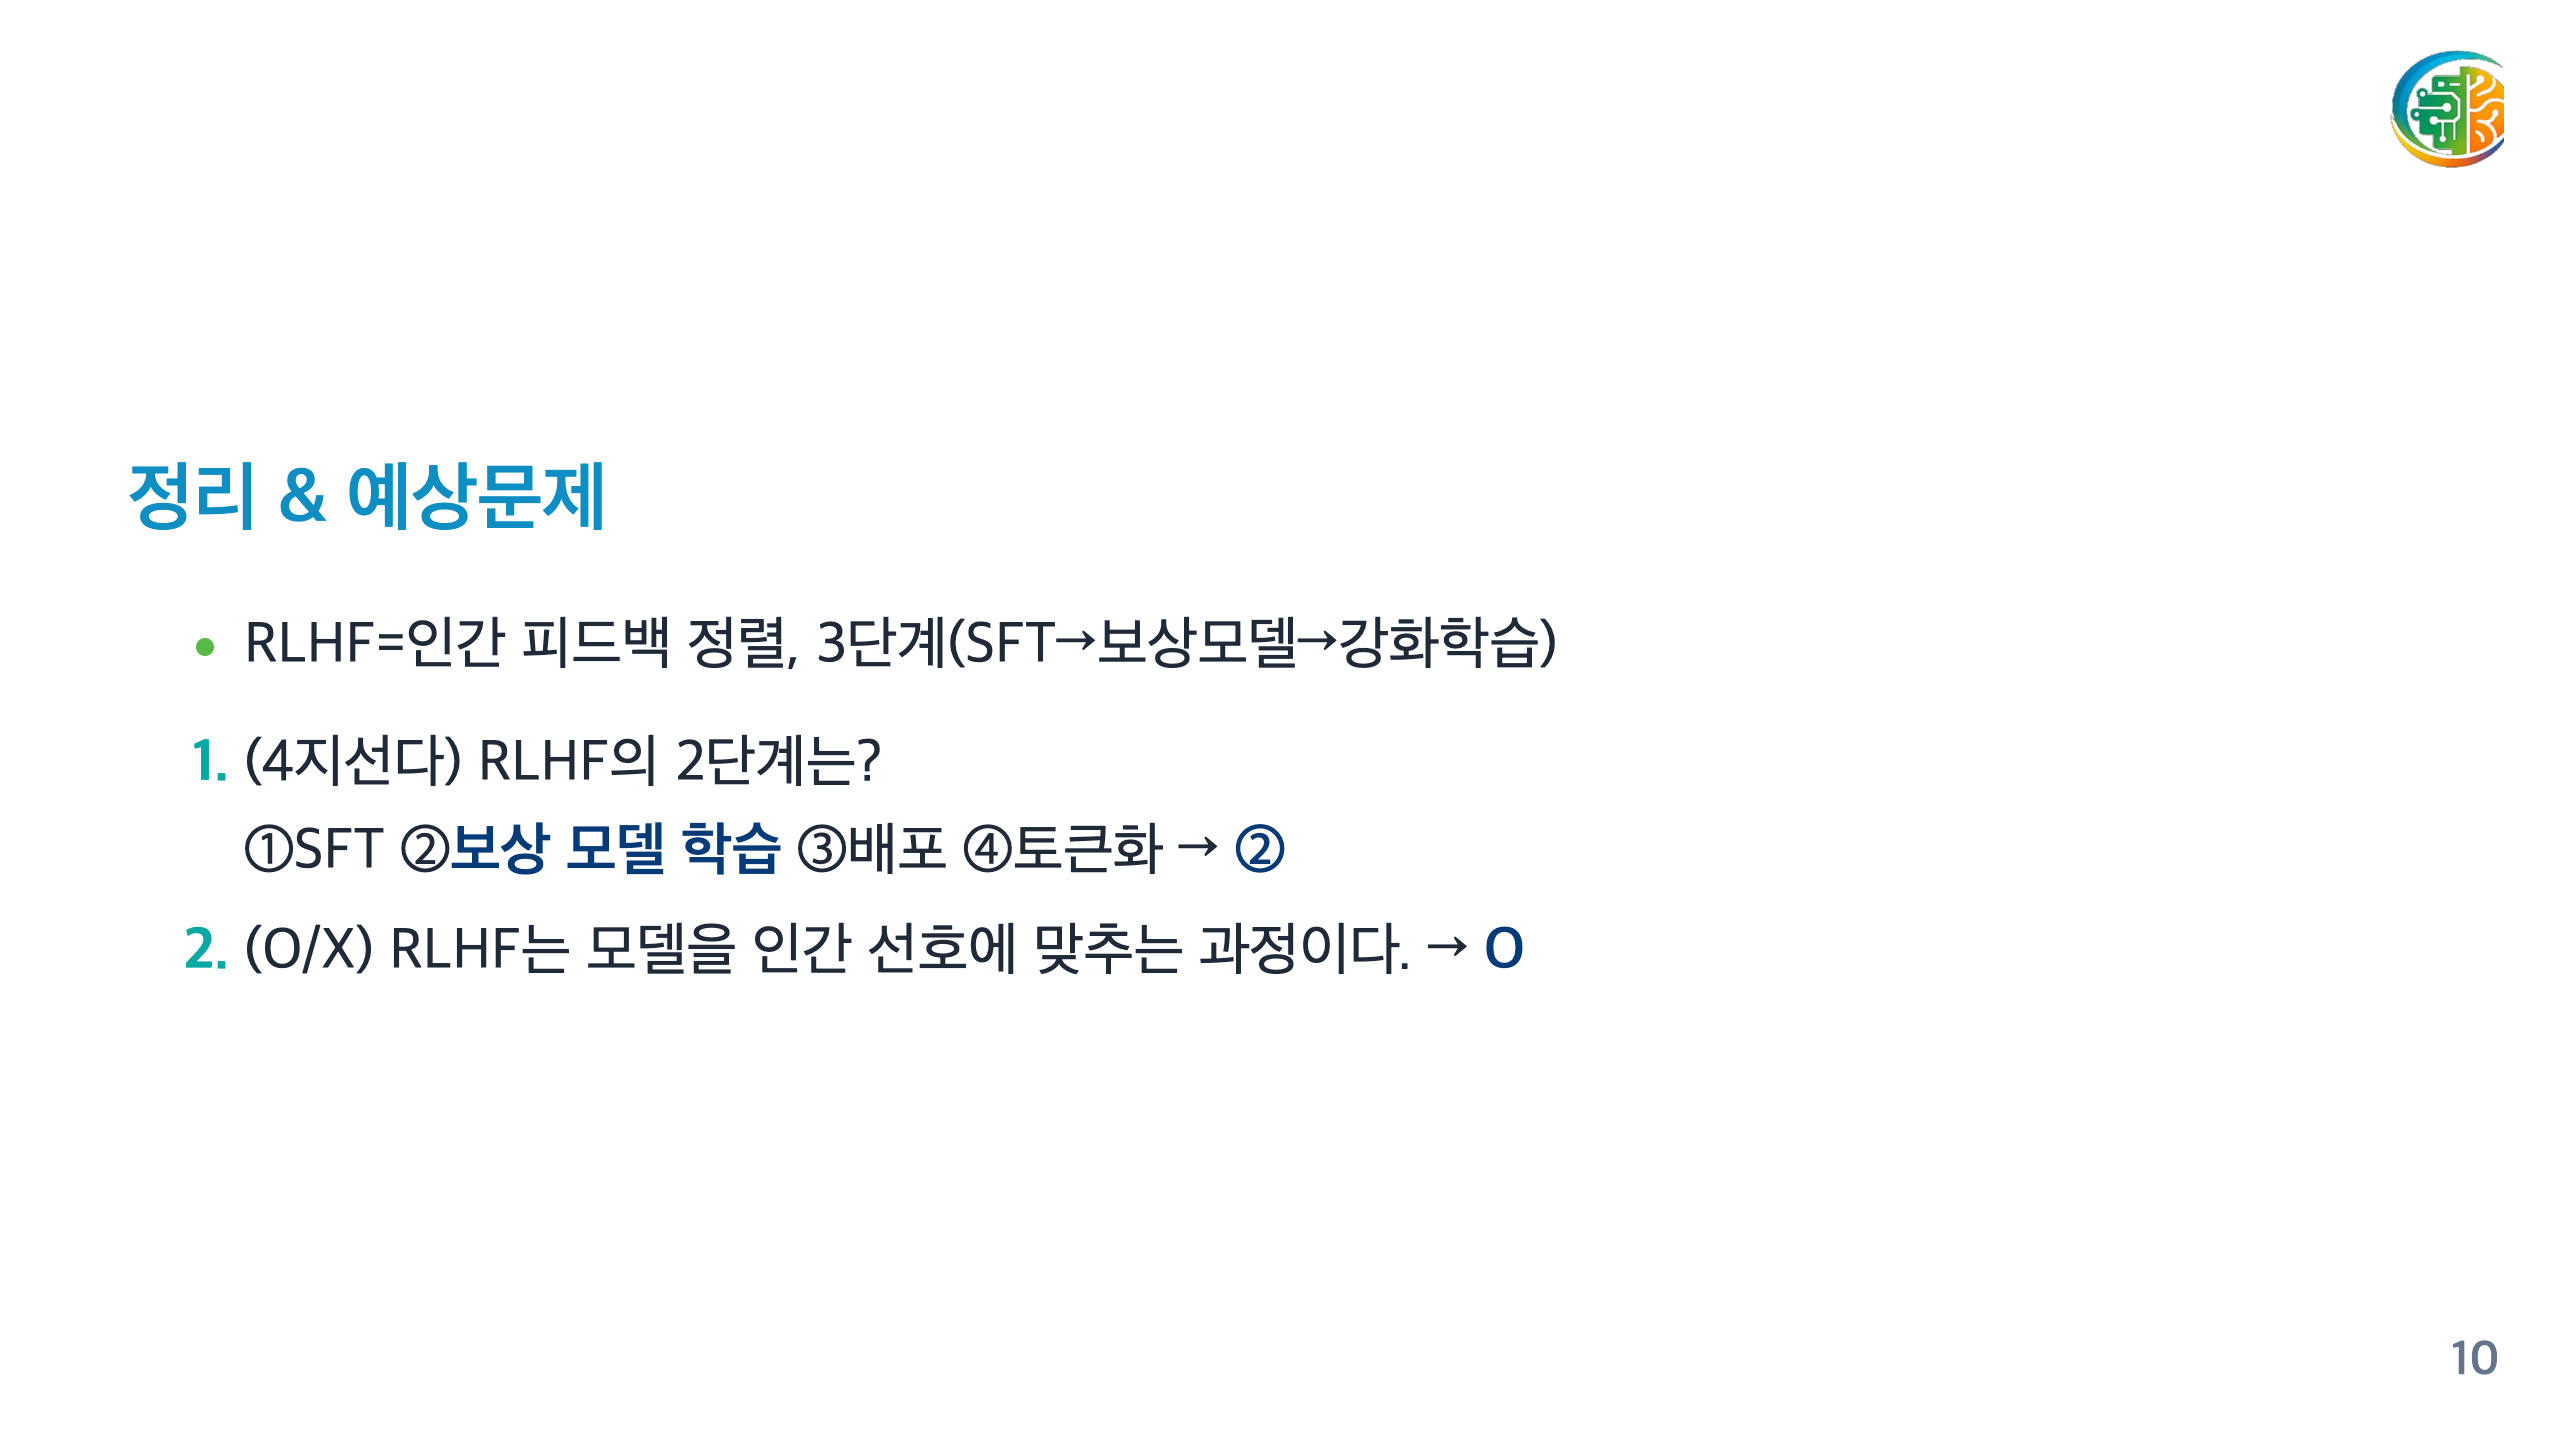 정리 & 예상문제
• RLHF=인간 피드백 정렬, 3단계(SFT→보상모델→강화학습)
1. (4지선다) RLHF의 2단계는?
①SFT ②보상 모델 학습 ③배포 ④토큰화 → ②
2. (O/X) RLHF는 모델을 인간 선호에 맞추는 과정이다. → O
10